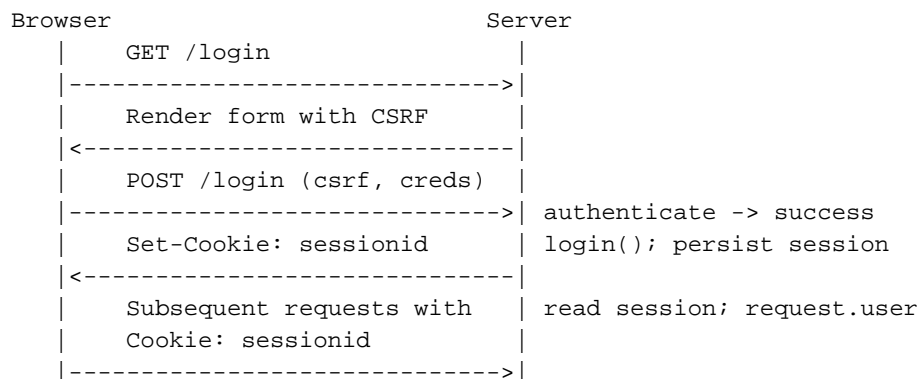 Browser                          Server
   |    GET /login                 |
   |------------------------------>|
   |    Render form with CSRF      |
   |<------------------------------|
   |    POST /login (csrf, creds)  |
   |------------------------------>| authenticate -> success
   |    Set-Cookie: sessionid      | login(); persist session
   |<------------------------------|
   |    Subsequent requests with   | read session; request.user
   |    Cookie: sessionid          |
   |------------------------------>|